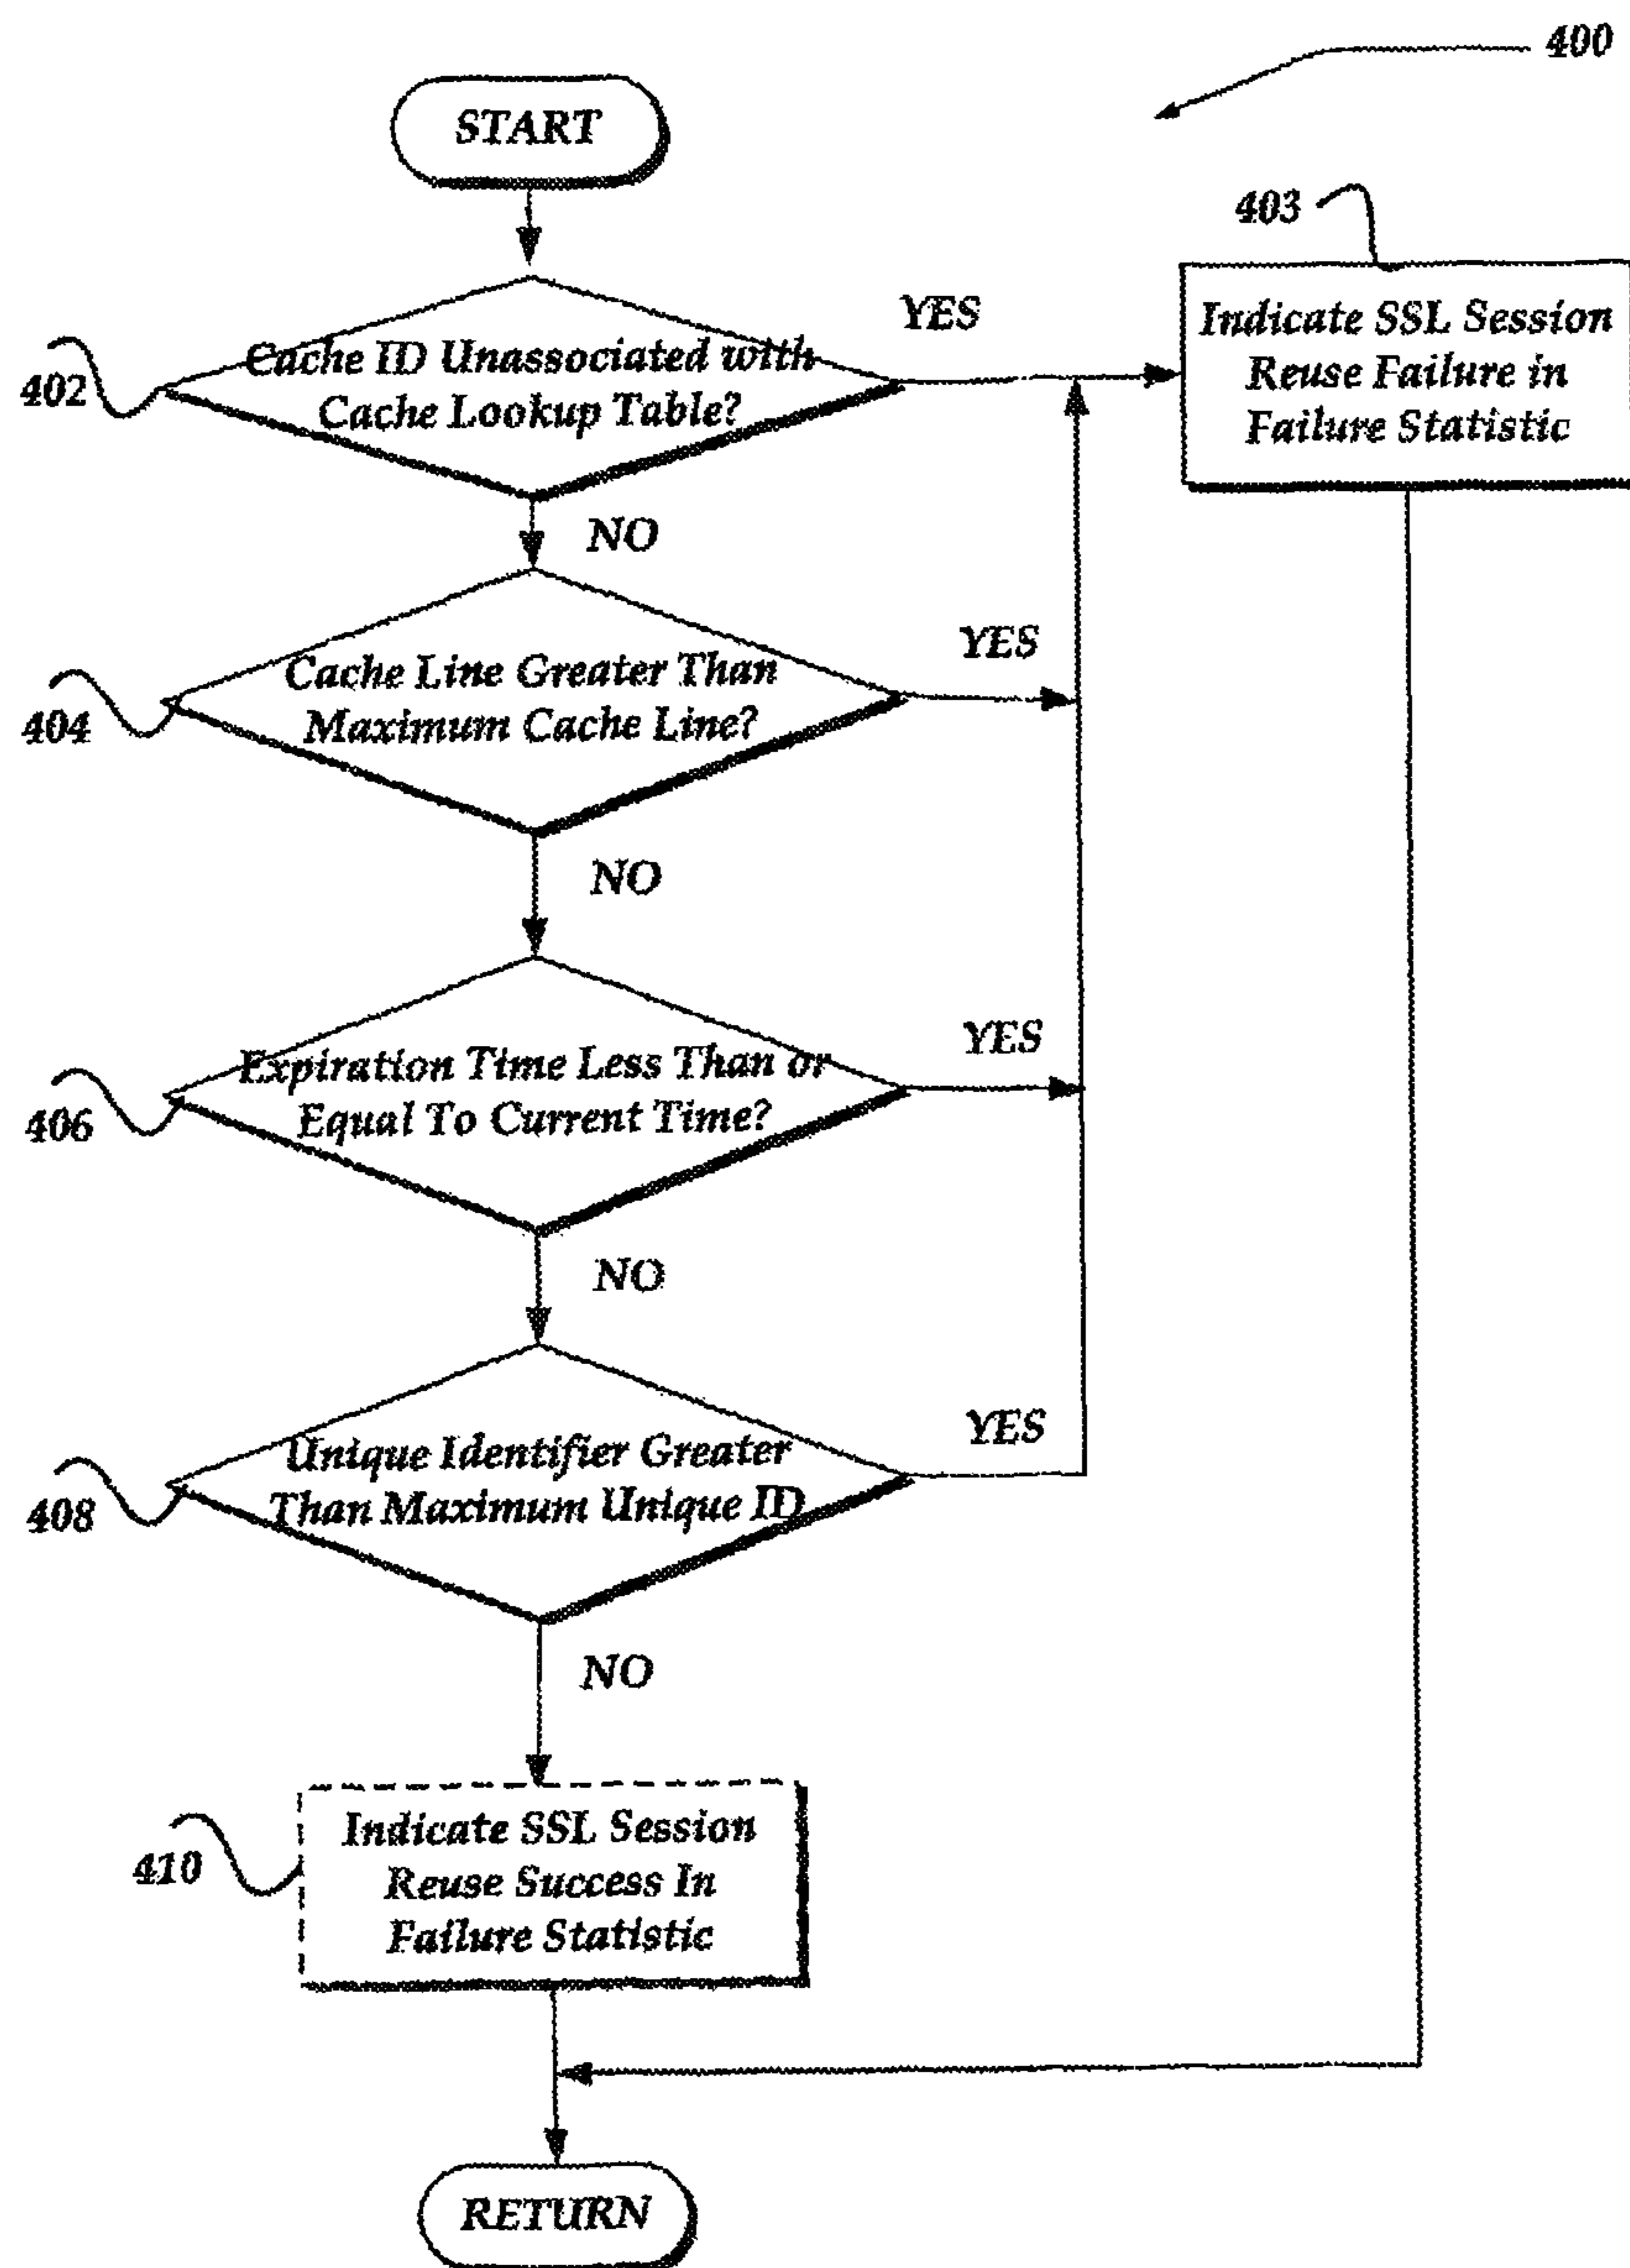 400
START
403
Indicate SSL Session
Reuse Failure in
Failure Statistic
YES
402
Cache ID Unassociated with
Cache Lookup Table?
NO
YES
404
Cache Line Greater Than
Maximum Cache Line?
NO
YES
406
Expiration Time Less Than or
Equal To Current Time?
NO
YES
408
Unique Identifier Greater
Than Maximum Unique ID
NO
410
Indicate SSL Session
Reuse Success In
Failure Statistic
RETURN